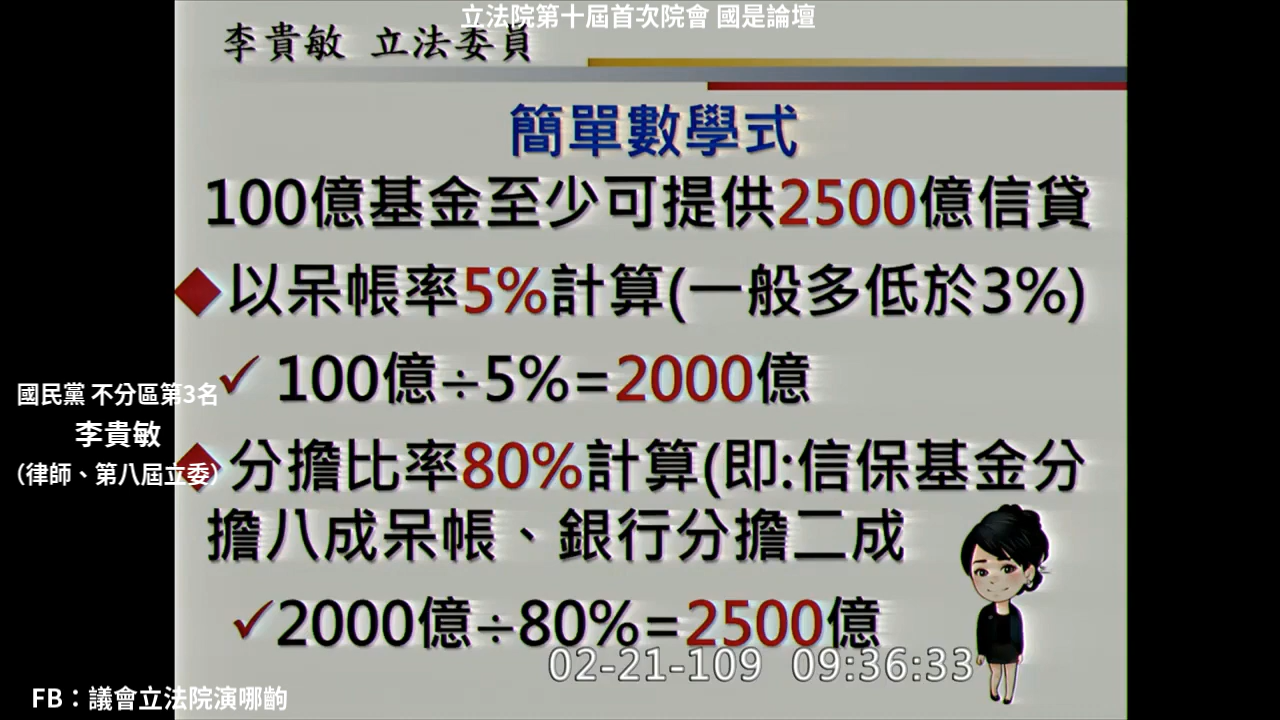 立法院第十屆首次院會 國是論壇
李貴敏 立法委員
簡單數學式
100億基金至少可提供2500億信貸
◆以呆帳率5%計算(一般多低於3%)
✓ 100億÷5%=2000億
◆分擔比率80%計算(即:信保基金分
擔八成呆帳、銀行分擔二成
✓2000億÷80%=2500億
國民黨 不分區第3名
李貴敏
(律師、第八屆立委)
02-21-109 09:36:33
FB：議會立法院演哪齣